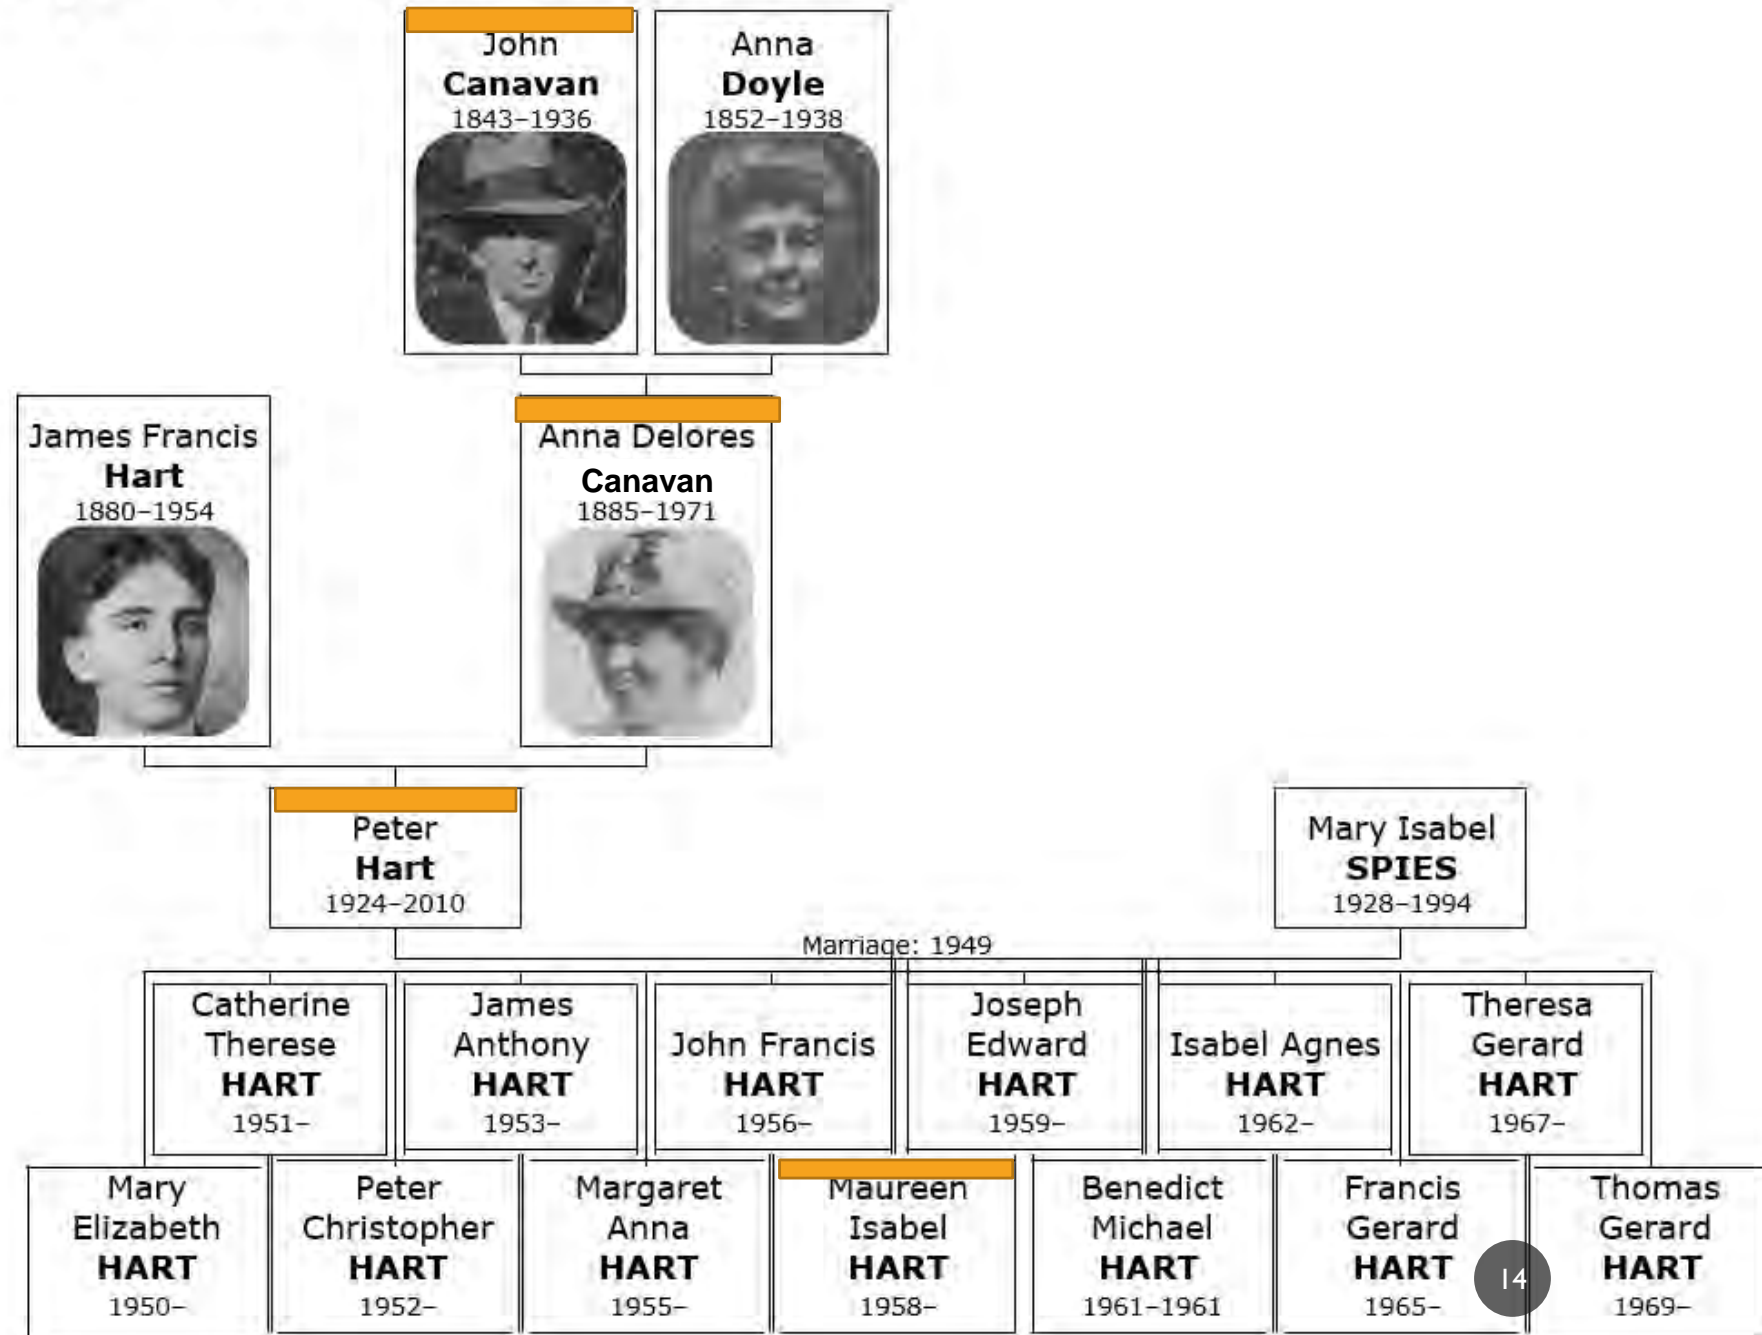 John
Canavan
1843–1936
Anna
Doyle
1852–1938
James Francis
Hart
1880–1954
Anna Delores
Canavan
1885–1971
Peter
Hart
1924–2010
Mary Isabel
SPIES
1928–1994
Marriage: 1949
Catherine
Therese
HART
1951–
James
Anthony
HART
1953–
John Francis
HART
1956–
Joseph
Edward
HART
1959–
Isabel Agnes
HART
1962–
Theresa
Gerard
HART
1967–
Mary
Elizabeth
HART
1950–
Peter
Christopher
HART
1952–
Margaret
Anna
HART
1955–
Maureen
Isabel
HART
1958–
Benedict
Michael
HART
1961–1961
Francis
Gerard
HART
1965–
Thomas
Gerard
HART
1969–
14